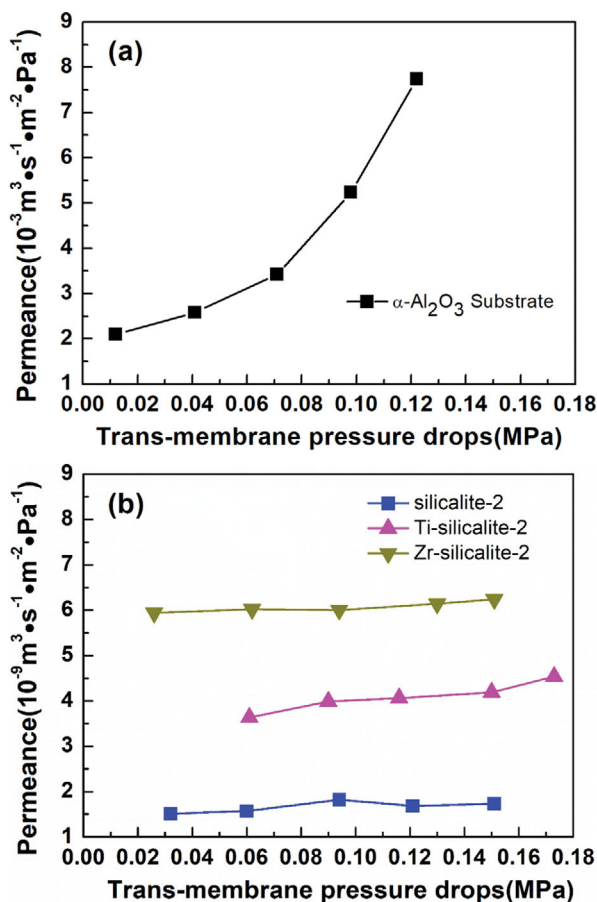 (a)
Permeance(10⁻³m³•s⁻¹•m⁻²•Pa⁻¹)
9
8
7
6
5
4
3
2
1
α-Al₂O₃ Substrate
0.00 0.02 0.04 0.06 0.08 0.10 0.12 0.14 0.16 0.18
Trans-membrane pressure drops(MPa)
(b)
Permeance(10⁻⁹m³•s⁻¹•m⁻²•Pa⁻¹)
9
8
7
6
5
4
3
2
1
silicalite-2
Ti-silicalite-2
Zr-silicalite-2
0.00 0.02 0.04 0.06 0.08 0.10 0.12 0.14 0.16 0.18
Trans-membrane pressure drops(MPa)